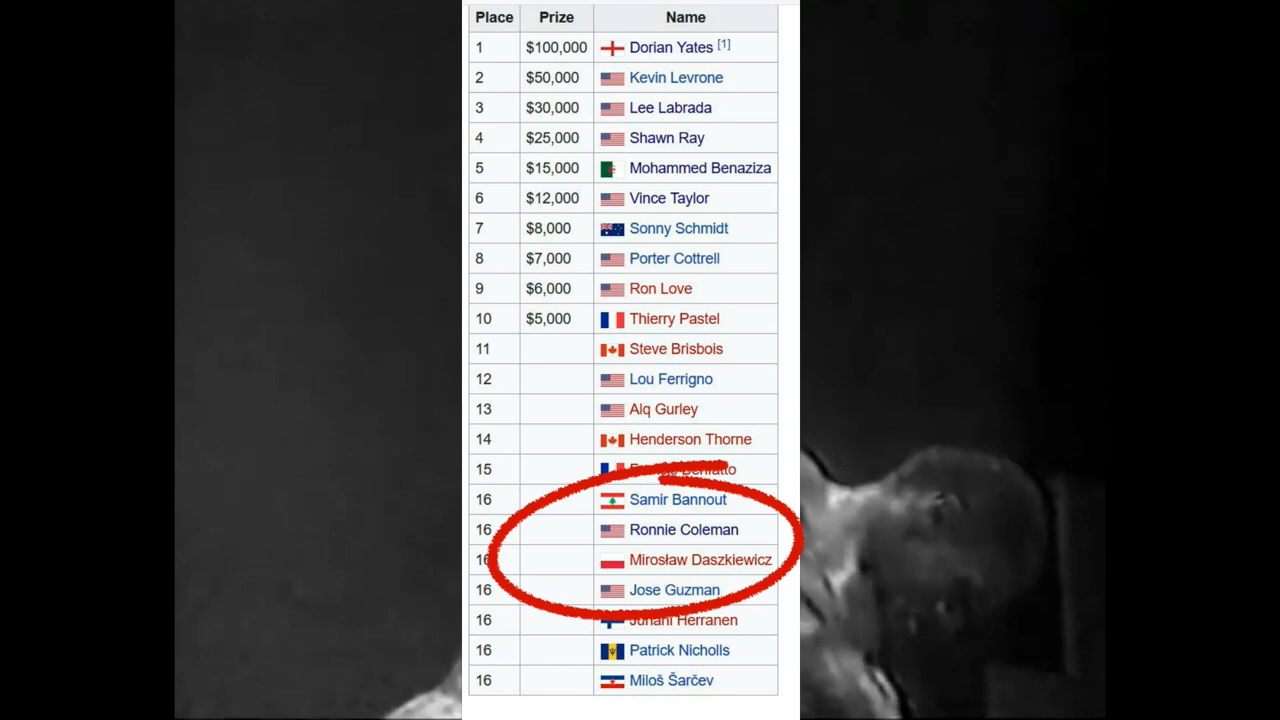 Place Prize Name
1 $100,000 Dorian Yates [1]
2 $50,000 Kevin Levrone
3 $30,000 Lee Labrada
4 $25,000 Shawn Ray
5 $15,000 Mohammed Benaziza
6 $12,000 Vince Taylor
7 $8,000 Sonny Schmidt
8 $7,000 Porter Cottrell
9 $6,000 Ron Love
10 $5,000 Thierry Pastel
11 Steve Brisbois
12 Lou Ferrigno
13 Alq Gurley
14 Henderson Thorne
15
16 Samir Bannout
16 Ronnie Coleman
16 Mirosław Daszkiewicz
16 Jose Guzman
16 Juhani Herranen
16 Patrick Nicholls
16 Miloš Šarčev